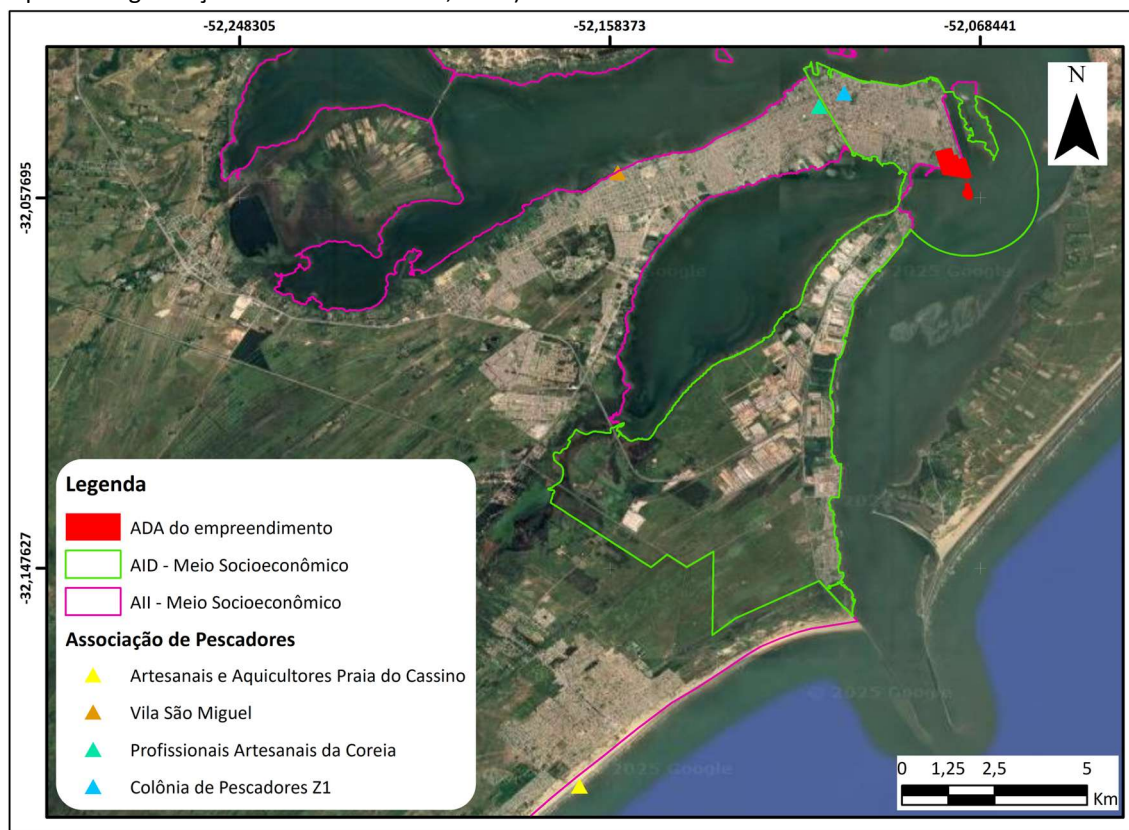 -52,248305
-52,158373
-52,068441
N
-32,057695
-32,147627
Google
© 2025 Google
© 2025
© 2025 Google
© 2025 Google
Legenda
ADA do empreendimento
AID - Meio Socioeconômico
AII - Meio Socioeconômico
Associação de Pescadores
Artesanais e Aquicultores Praia do Cassino
Vila São Miguel
Profissionais Artesanais da Coreia
Colônia de Pescadores Z1
0 1,25 2,5 5
Km